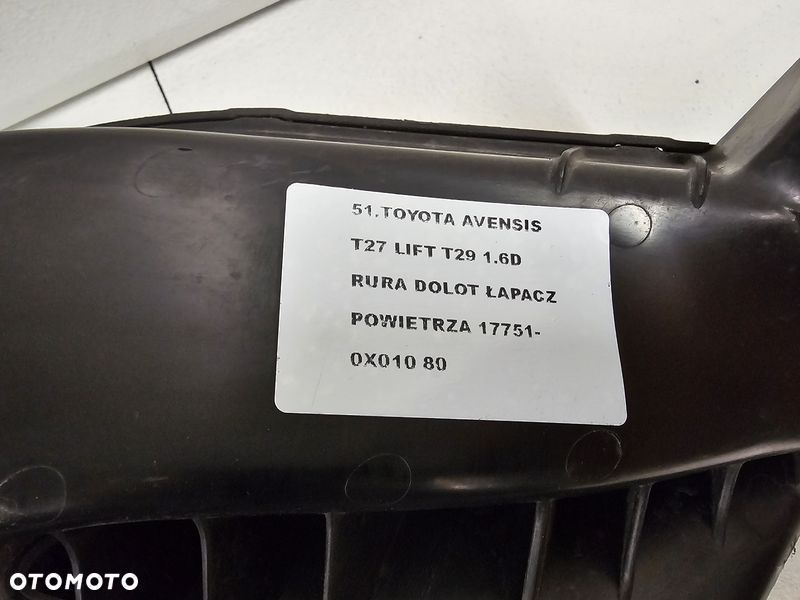 51.TOYOTA AVENSIS
T27 LIFT T29 1.6D
RURA DOLOT ŁAPACZ
POWIETRZA 17751-
0X010 80
OTOMOTO